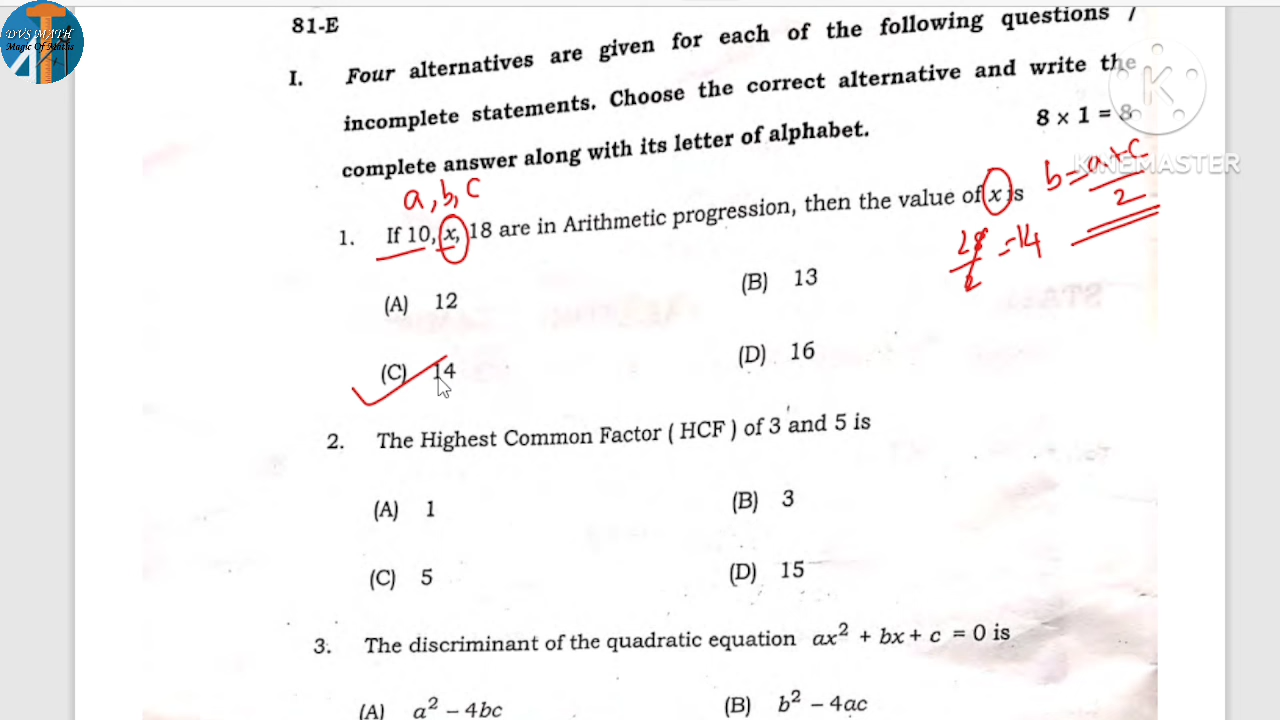 DVS MATH
81-E
I. Four alternatives are given for each of the following questions /
incomplete statements. Choose the correct alternative and write the
complete answer along with its letter of alphabet. 8 x 1 = 8
KINEMASTER
a, b, c
b = a+c
2
1. If 10, x, 18 are in Arithmetic progression, then the value of x is
28
2 = 14
(A) 12
(B) 13
(C) 14
(D) 16
2. The Highest Common Factor ( HCF ) of 3 and 5 is
(A) 1
(B) 3
(C) 5
(D) 15
3. The discriminant of the quadratic equation ax² + bx + c = 0 is
(A) a² – 4bc
(B) b² – 4ac